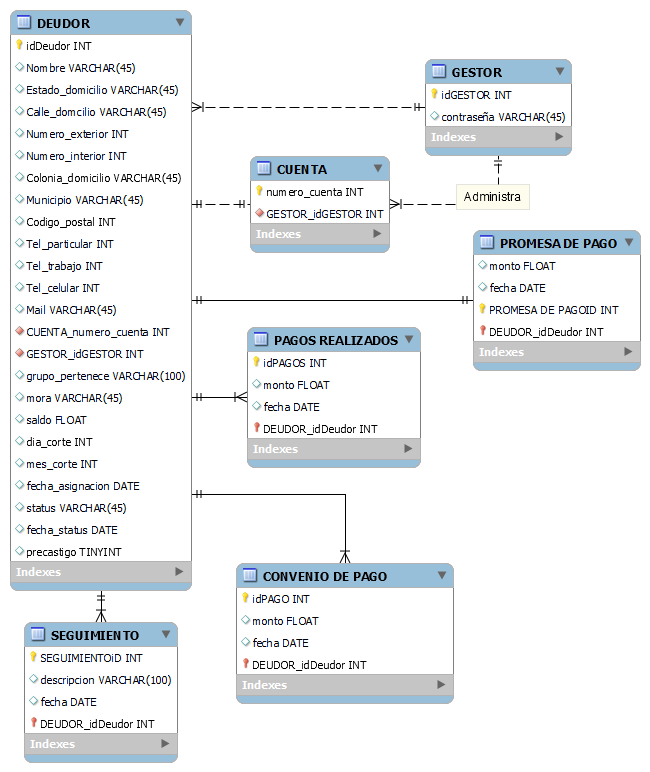 DEUDOR
idDeudor INT
Nombre VARCHAR(45)
Estado_domicilio VARCHAR(45)
Calle_domcilio VARCHAR(45)
Numero_exterior INT
Numero_interior INT
Colonia_domicilio VARCHAR(45)
Municipio VARCHAR(45)
Codigo_postal INT
Tel_particular INT
Tel_trabajo INT
Tel_celular INT
Mail VARCHAR(45)
CUENTA_numero_cuenta INT
GESTOR_idGESTOR INT
grupo_pertenece VARCHAR(100)
mora VARCHAR(45)
saldo FLOAT
dia_corte INT
mes_corte INT
fecha_asignacion DATE
status VARCHAR(45)
fecha_status DATE
precastigo TINYINT
Indexes
GESTOR
idGESTOR INT
contraseña VARCHAR(45)
Indexes
CUENTA
numero_cuenta INT
GESTOR_idGESTOR INT
Indexes
Administra
PROMESA DE PAGO
monto FLOAT
fecha DATE
PROMESA DE PAGOID INT
DEUDOR_idDeudor INT
Indexes
PAGOS REALIZADOS
idPAGOS INT
monto FLOAT
fecha DATE
DEUDOR_idDeudor INT
Indexes
CONVENIO DE PAGO
idPAGO INT
monto FLOAT
fecha DATE
DEUDOR_idDeudor INT
Indexes
SEGUIMIENTO
SEGUIMIENTOiD INT
descripcion VARCHAR(100)
fecha DATE
DEUDOR_idDeudor INT
Indexes